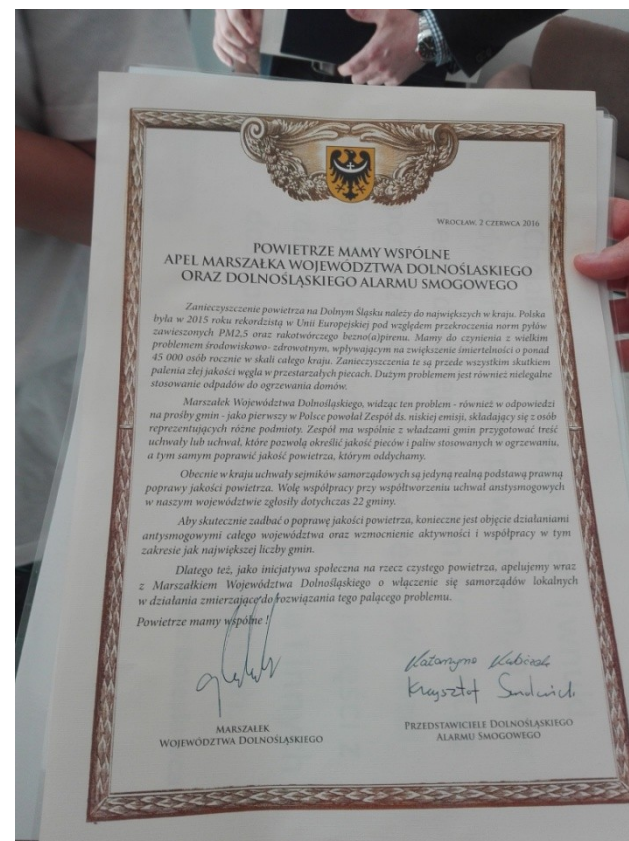 WROCŁAW, 2 CZERWCA 2016
POWIETRZE MAMY WSPÓLNE
APEL MARSZAŁKA WOJEWÓDZTWA DOLNOŚLASKIEGO
ORAZ DOLNOŚLĄSKIEGO ALARMU SMOGOWEGO
Zanieczyszczenie powietrza na Dolnym Śląsku należy do największych w kraju. Polska
była w 2015 roku rekordzistą w Unii Europejskiej pod względem przekroczenia norm pyłów
zawieszonych PM2,5 oraz rakotwórczego bezno(a)pirenu. Mamy do czynienia z wielkim
problemem środowiskowo- zdrowotnym, wpływającym na zwiększenie śmiertelności o ponad
45 000 osób rocznie w skali całego kraju. Zanieczyszczenia te są przede wszystkim skutkiem
palenia złej jakości węgla w przestarzałych piecach. Dużym problemem jest również nielegalne
stosowanie odpadów do ogrzewania domów.
Marszałek Województwa Dolnośląskiego, widząc ten problem - również w odpowiedzi
na prośby gmin - jako pierwszy w Polsce powołał Zespół ds. niskiej emisji, składający się z osób
reprezentujących różne podmioty. Zespół ma wspólnie z władzami gmin przygotować treść
uchwały lub uchwał, które pozwolą określić jakość pieców i paliw stosowanych w ogrzewaniu,
a tym samym poprawić jakość powietrza, którym oddychamy.
Obecnie w kraju uchwały sejmików samorządowych są jedyną realną podstawą prawną
poprawy jakości powietrza. Wolę współpracy przy współtworzeniu uchwał anstysmogowych
w naszym województwie zgłosiły dotychczas 22 gminy.
Aby skutecznie zadbać o poprawę jakości powietrza, konieczne jest objęcie działaniami
antysmogowymi całego województwa oraz wzmocnienie aktywności i współpracy w tym
zakresie jak największej liczby gmin.
Dlatego też, jako inicjatywa społeczna na rzecz czystego powietrza, apelujemy wraz
z Marszałkiem Województwa Dolnośląskiego o włączenie się samorządów lokalnych
w działania zmierzające do rozwiązania tego palącego problemu.
Powietrze mamy wspólne !
Katarzyna
Krzysztof
MARSZAŁEK
WOJEWÓDZTWA DOLNOŚLĄSKIEGO
PRZEDSTAWICIELE DOLNOŚLĄSKIEGO
ALARMU SMOGOWEGO